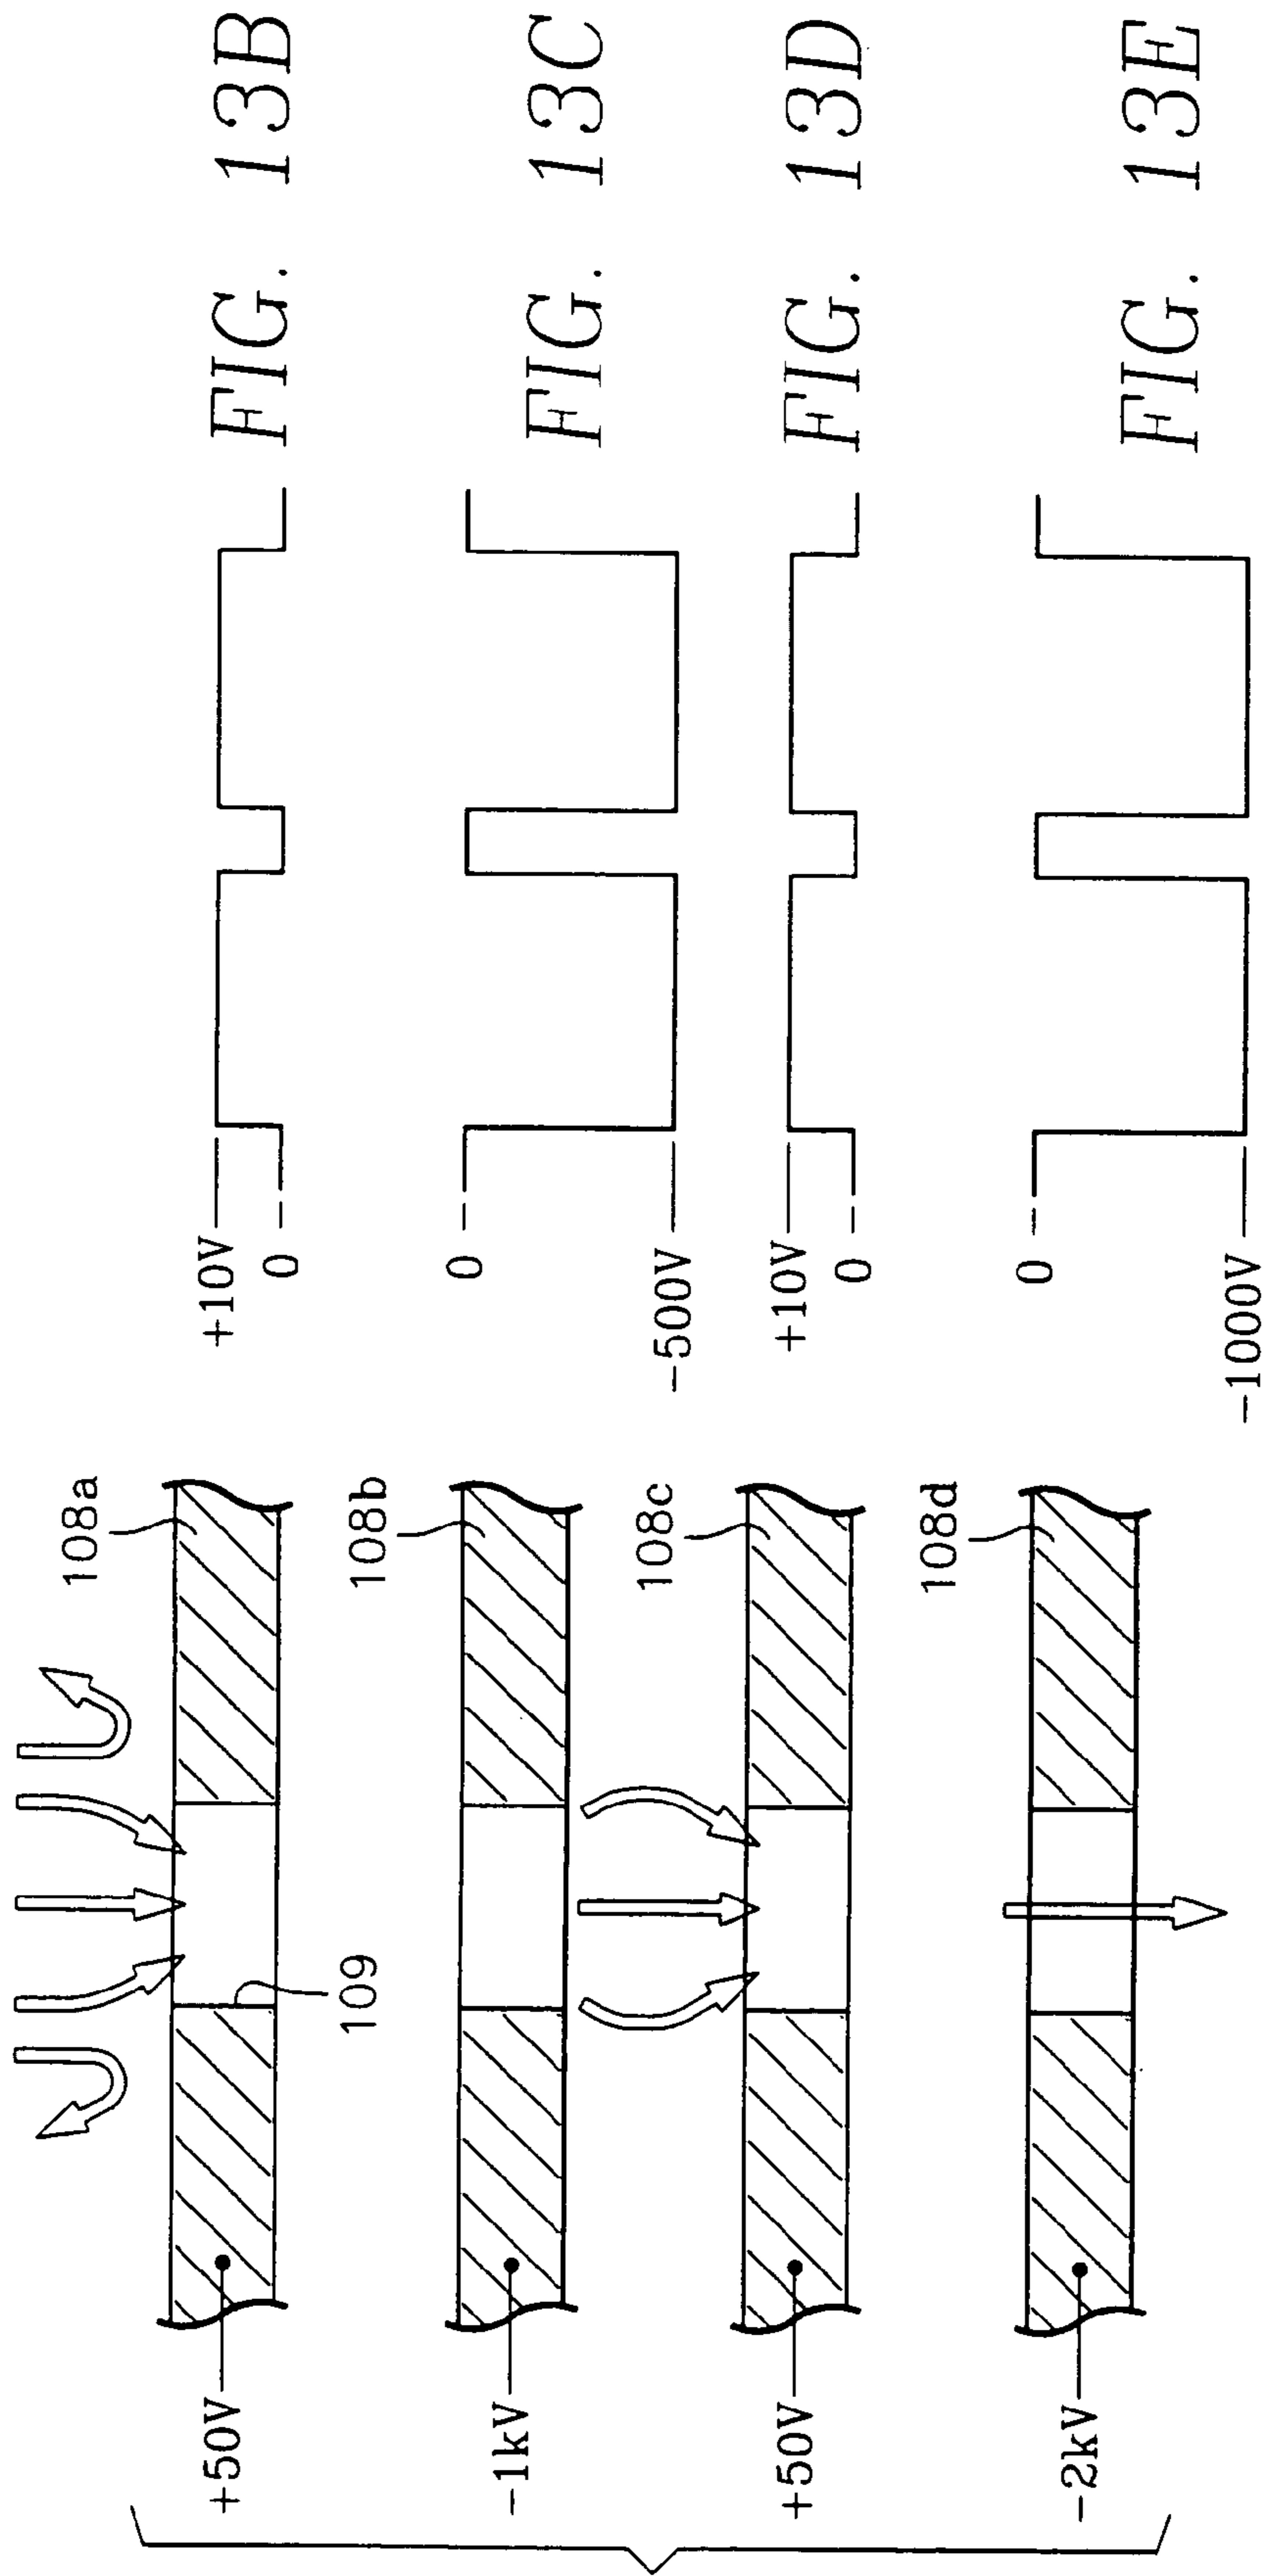 108a
+50V
109
108b
-1kV
108c
+50V
108d
-2kV
+10V
0
FIG. 13B
0
-500V
FIG. 13C
+10V
0
FIG. 13D
0
-1000V
FIG. 13E